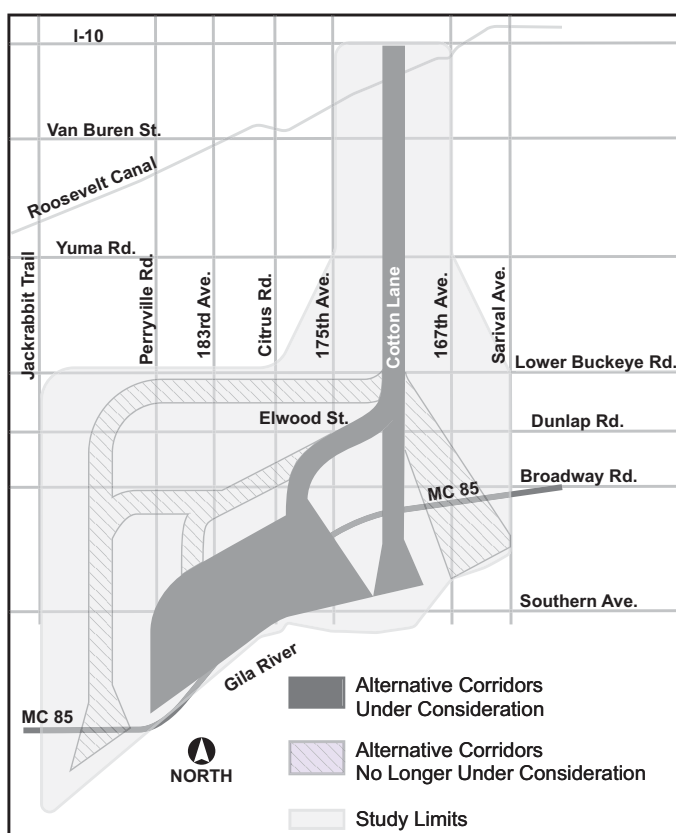 I-10
Van Buren St.
Roosevelt Canal
Yuma Rd.
Jackrabbit Trail
Perryville Rd.
183rd Ave.
Citrus Rd.
175th Ave.
Cotton Lane
167th Ave.
Sarival Ave.
Lower Buckeye Rd.
Elwood St.
Dunlap Rd.
Broadway Rd.
MC 85
Southern Ave.
Gila River
MC 85
NORTH
Alternative Corridors
Under Consideration
Alternative Corridors
No Longer Under Consideration
Study Limits